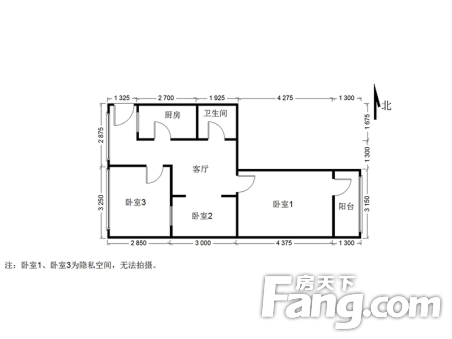 1 325 2 700 1 925 4 275 1 300
北
厨房 卫生间
2 875 1 675
客厅 1 300
卧室3 卧室1 阳台
3 250 3 150
卧室2
2 850 3 000 4 375 1 300
注：卧室1、卧室3为隐私空间，无法拍摄。
房天下
Fang.com